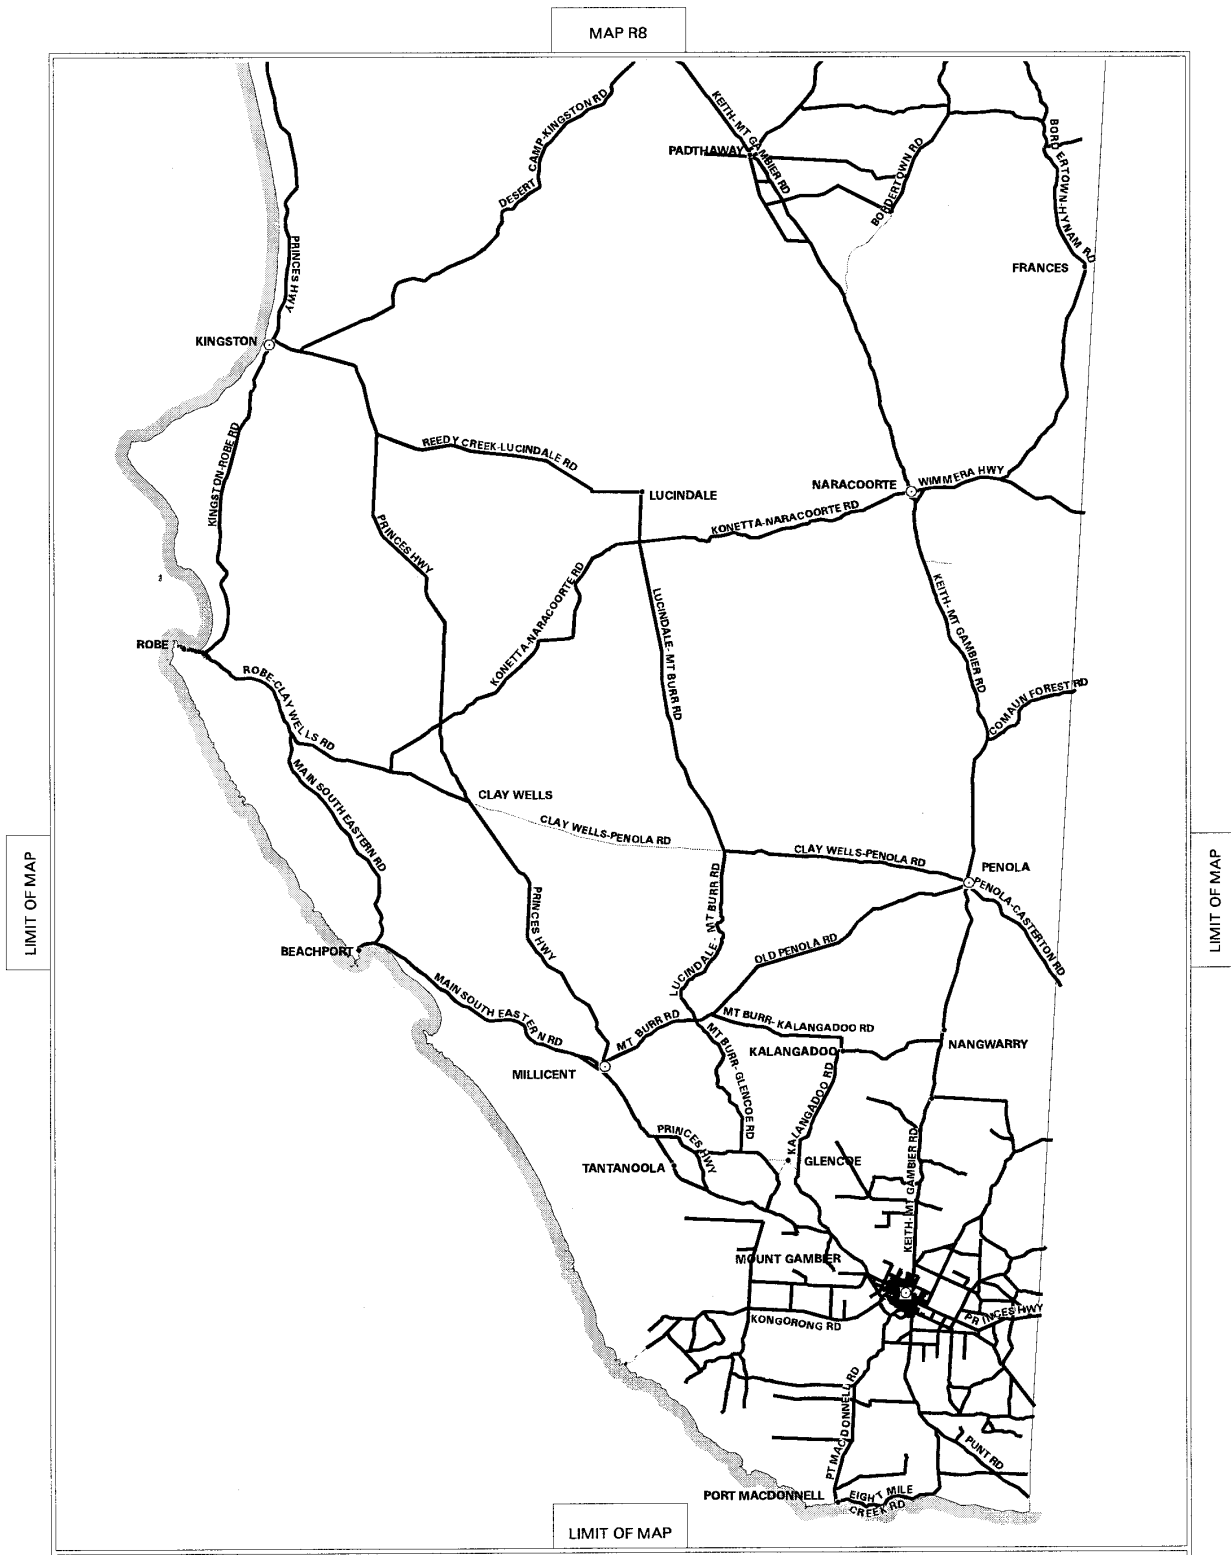 MAP R8
KEITH-MT GAMBIER RD
DESERT CAMP-KINGSTON RD
PADTHAWAY
BORDERTOWN RD
BORDERTOWN-HYNAM RD
PRINCES HWY
FRANCES
KINGSTON
KINGSTON-ROBE RD
REEDY CREEK-LUCINDALE RD
NARACOORTE
WIMMERA HWY
LUCINDALE
KONETTA-NARACOORTE RD
PRINCES HWY
KONETTA-NARACOORTE RD
LUCINDALE-MT BURR RD
KEITH-MT GAMBIER RD
ROBE
ROBE-CLAY WELLS RD
COMAUN FOREST RD
MAIN SOUTH EASTERN RD
CLAY WELLS
CLAY WELLS-PENOLA RD
CLAY WELLS-PENOLA RD
PENOLA
PENOLA-CASTERTON RD
LIMIT OF MAP
LIMIT OF MAP
PRINCES HWY
LUCINDALE-MT BURR RD
OLD PENOLA RD
BEACHPORT
MAIN SOUTH EASTERN RD
MT BURR RD
MT BURR-KALANGADOO RD
KALANGADOO
NANGWARRY
MILLICENT
MT BURR-GLENCOE RD
KALANGADOO RD
PRINCES HWY
TANTANOOLA
GLENCOE
KEITH-MT GAMBIER RD
MOUNT GAMBIER
KONGORONG RD
PRINCES HWY
PT MACDONNELL RD
PUNT RD
PORT MACDONNELL
EIGHT MILE
CREEK RD
LIMIT OF MAP